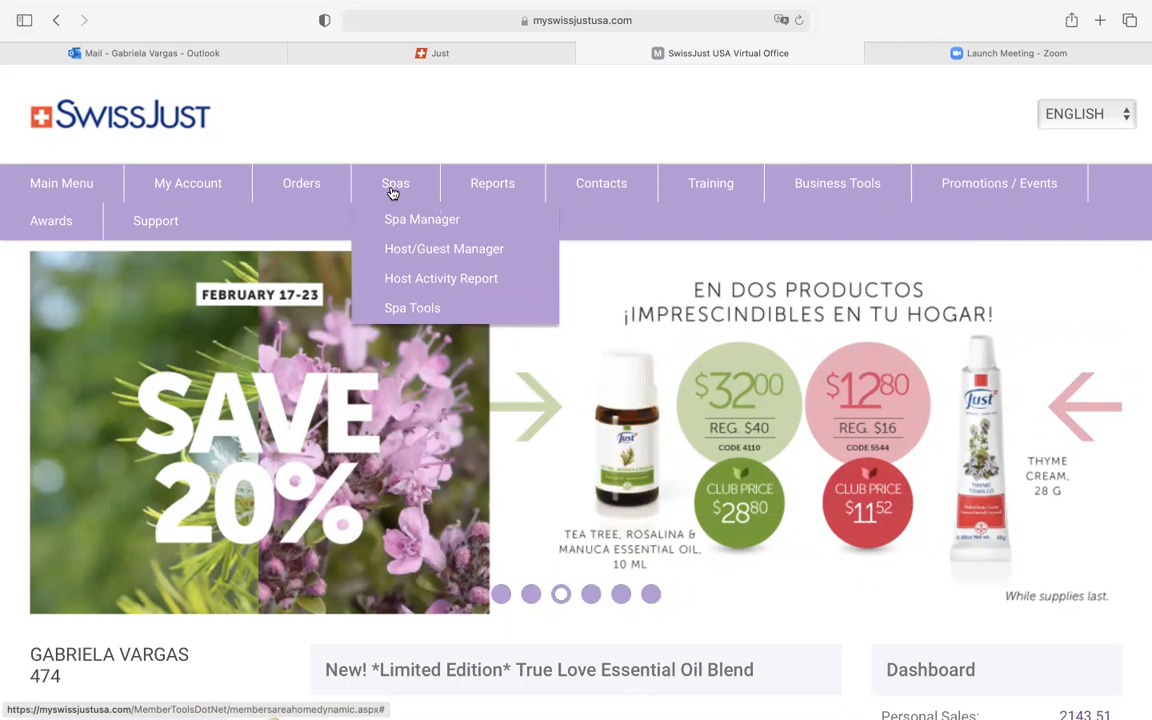 myswissjustusa.com
Mail - Gabriela Vargas - Outlook
Just
SwissJust USA Virtual Office
Launch Meeting - Zoom
SWISSJUST
ENGLISH
Main Menu
My Account
Orders
Spas
Reports
Contacts
Training
Business Tools
Promotions / Events
Awards
Support
Spa Manager
Host/Guest Manager
Host Activity Report
Spa Tools
FEBRUARY 17-23
SAVE
20%
EN DOS PRODUCTOS
¡IMPRESCINDIBLES EN TU HOGAR!
$32.00
REG. $40
CODE 4110
CLUB PRICE
$28.80
$12.80
REG. $16
CODE 5544
CLUB PRICE
$11.52
Just
Just
TEA TREE, ROSALINA &
MANUCA ESSENTIAL OIL,
10 ML
THYME
CREAM,
28 G
While supplies last.
GABRIELA VARGAS
474
New! *Limited Edition* True Love Essential Oil Blend
Dashboard
Personal Sales:
2143.51
https://myswissjustusa.com/MemberToolsDotNet/membersareahomedynamic.aspx#